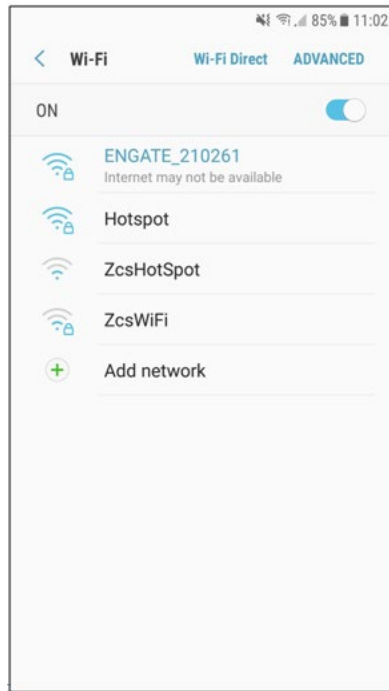 85% 11:02
Wi-Fi Wi-Fi Direct ADVANCED
ON
ENGATE_210261
Internet may not be available
Hotspot
ZcsHotSpot
ZcsWiFi
Add network